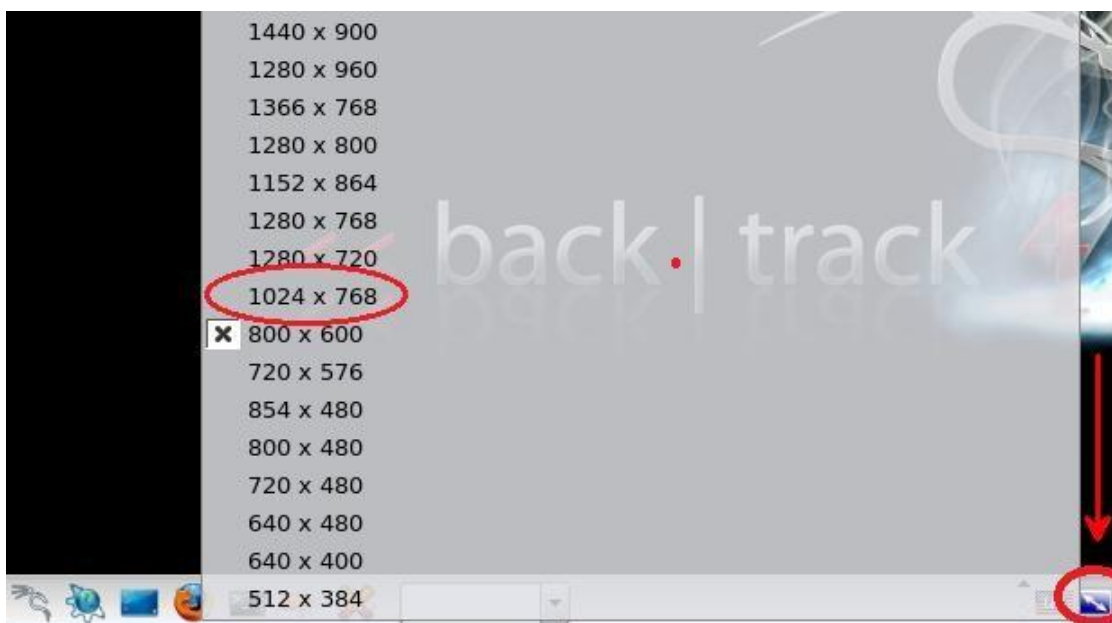 1440 x 900
1280 x 960
1366 x 768
1280 x 800
1152 x 864
1280 x 768
1280 x 720
1024 x 768
800 x 600
720 x 576
854 x 480
800 x 480
720 x 480
640 x 480
640 x 400
512 x 384
<< back | track 4